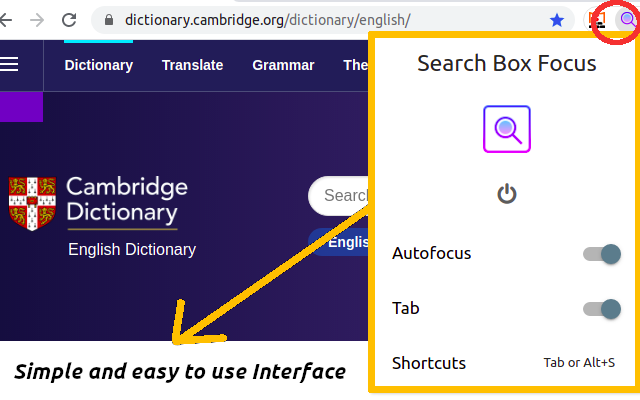 dictionary.cambridge.org/dictionary/english/
Dictionary Translate Grammar The
Cambridge
Dictionary
English Dictionary
Search
Englis
Simple and easy to use Interface
Search Box Focus
Autofocus
Tab
Shortcuts Tab or Alt+S